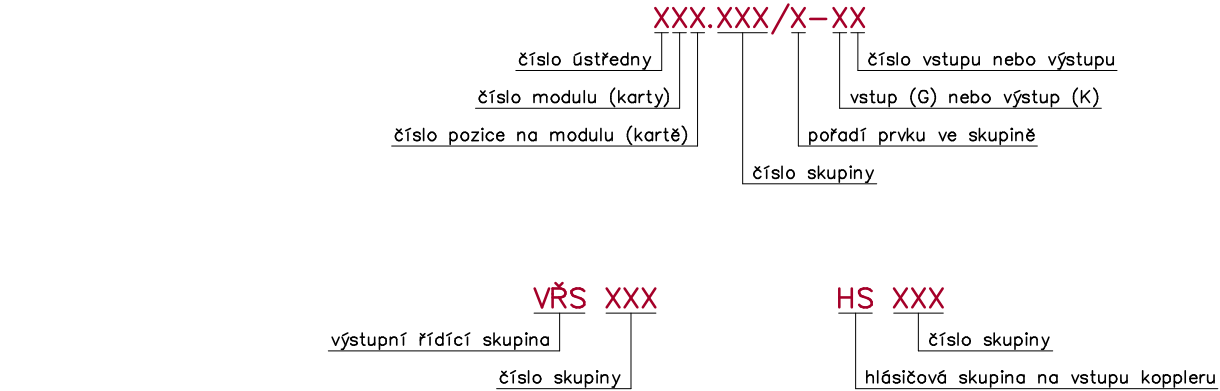 XXX.XXX/X-XX
číslo ústředny
číslo vstupu nebo výstupu
číslo modulu (karty)
vstup (G) nebo výstup (K)
číslo pozice na modulu (kartě)
pořadí prvku ve skupině
číslo skupiny
VŘS XXX
HS XXX
výstupní řídící skupina
číslo skupiny
číslo skupiny
hlásičová skupina na vstupu koppleru